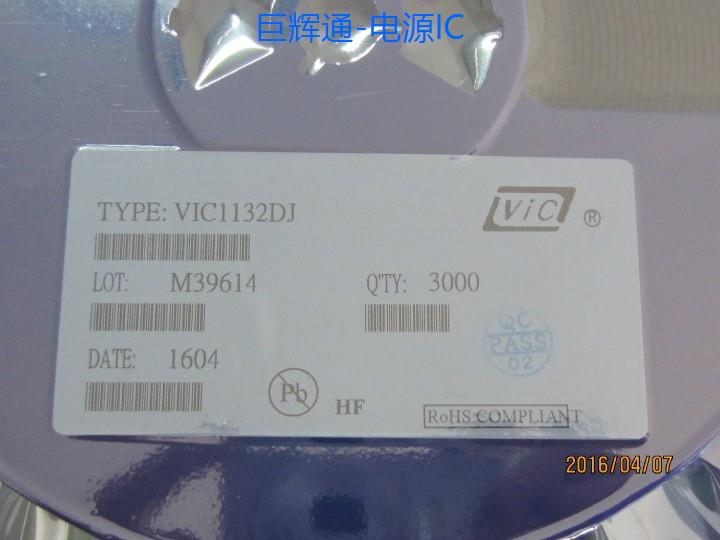 巨辉通-电源IC
TYPE: VIC1132DJ
ViC ®
LOT: M39614
Q'TY: 3000
DATE: 1604
QC
PASS
02
Pb
HF
RoHS COMPLIANT
2016/04/07